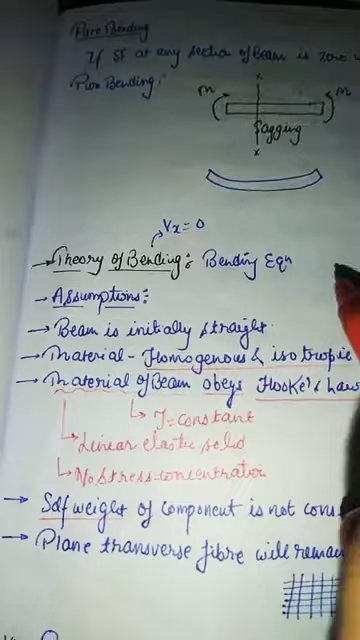 Pure Bending
If SF at any section of beam is zero
Pure Bending:
x
M M
Sagging
x
Vx = 0
→ Theory of Bending: Bending Eqn
→ Assumptions:
→ Beam is initially straight.
→ Material - Homogenous & isotropic
→ Material of Beam obeys Hooke's Law
T = constant
Linear elastic solid
No stress-concentration
→ Self weight of component is not
→ Plane transverse fibre will remain